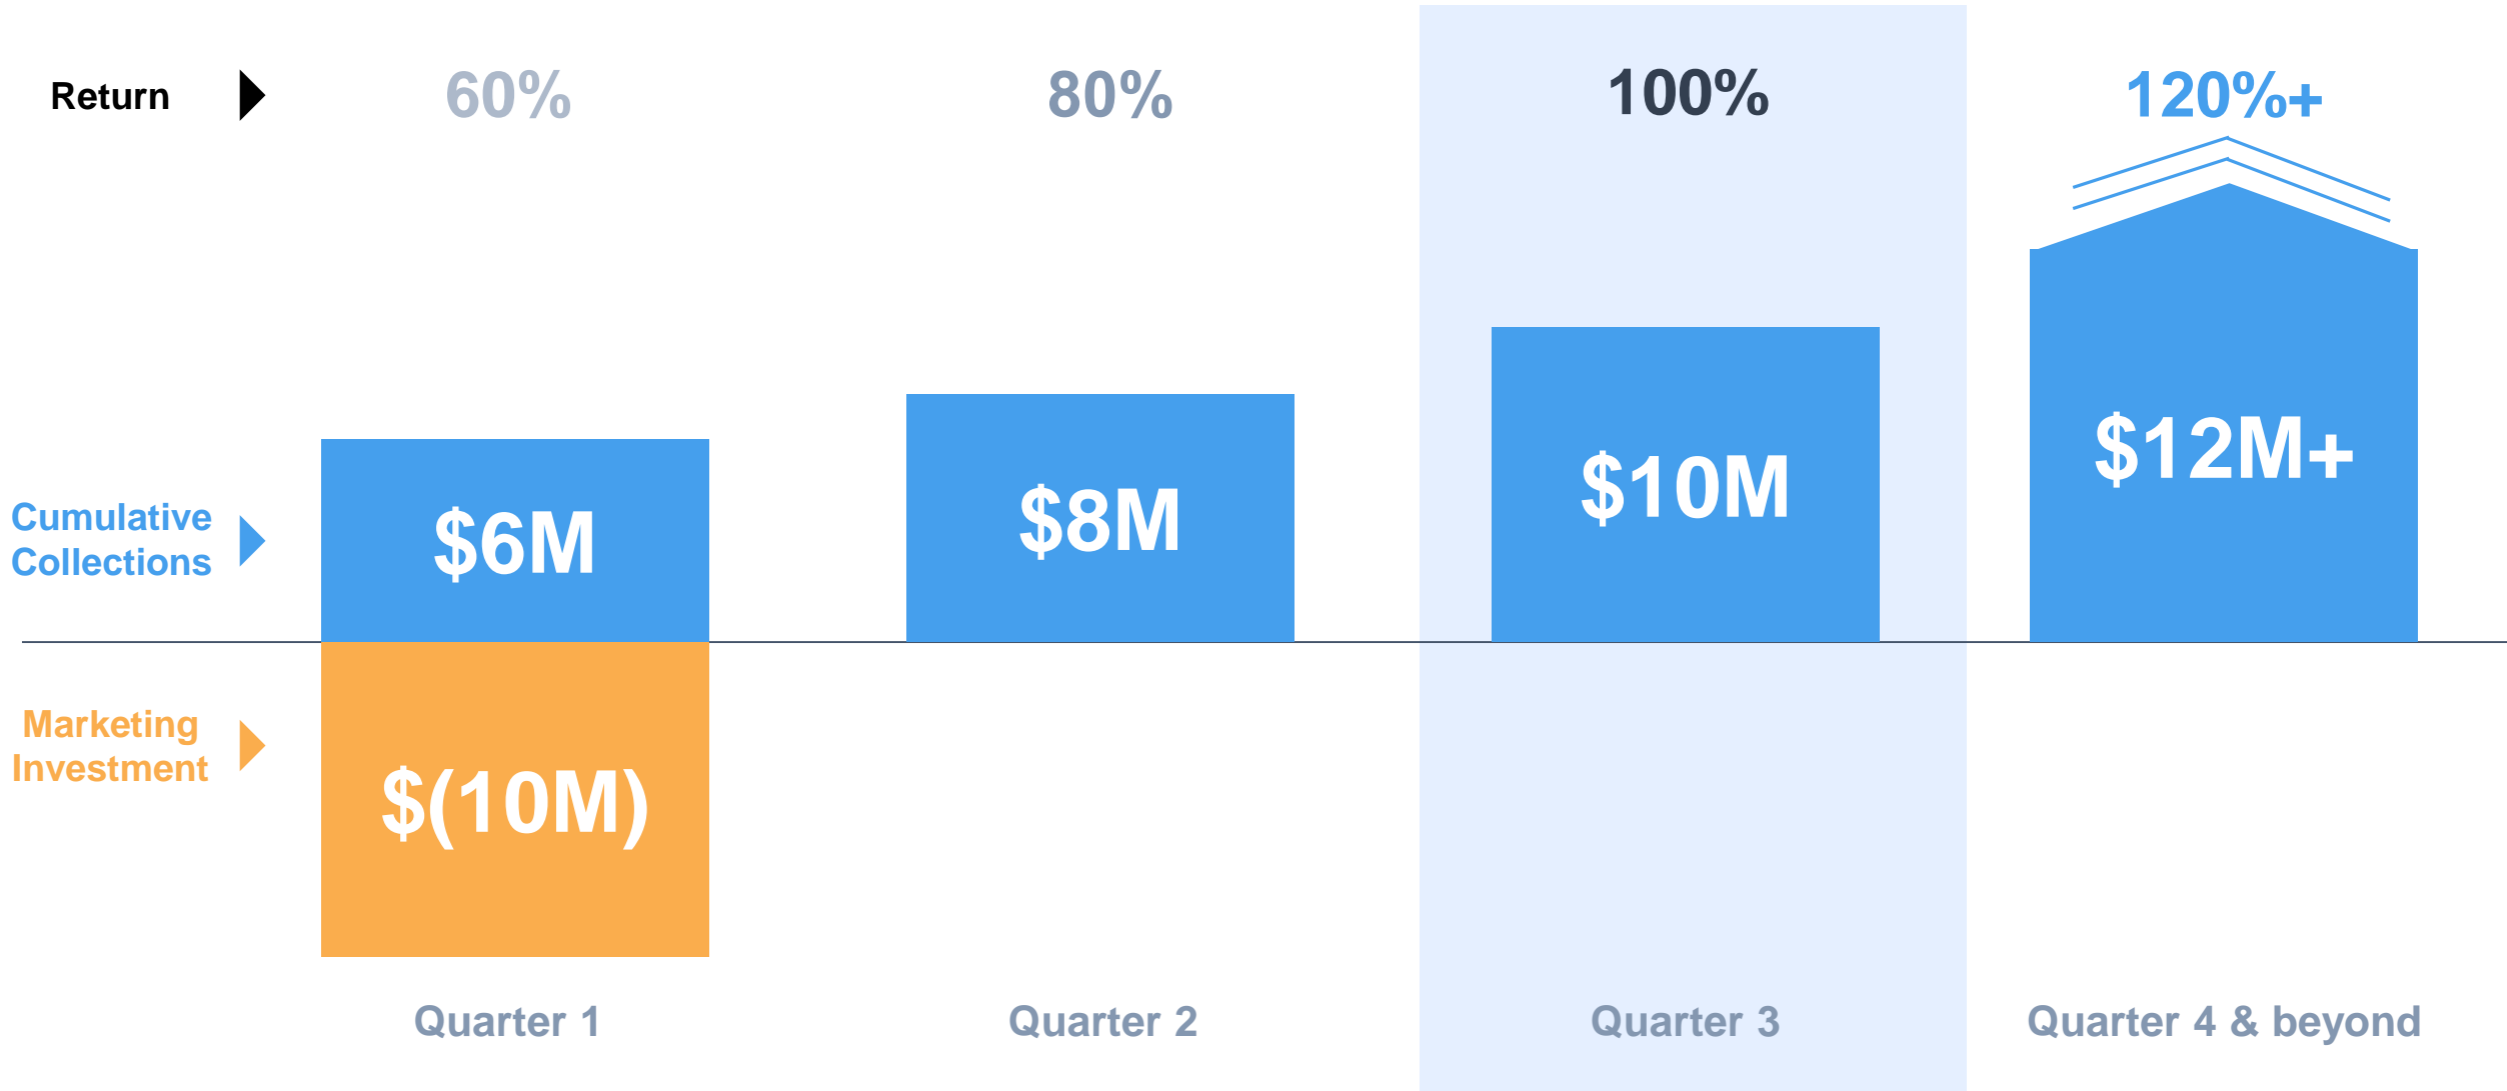 Return
60%
80%
100%
120%+
Cumulative
Collections
$6M
$8M
$10M
$12M+
Marketing
Investment
$(10M)
Quarter 1
Quarter 2
Quarter 3
Quarter 4 & beyond